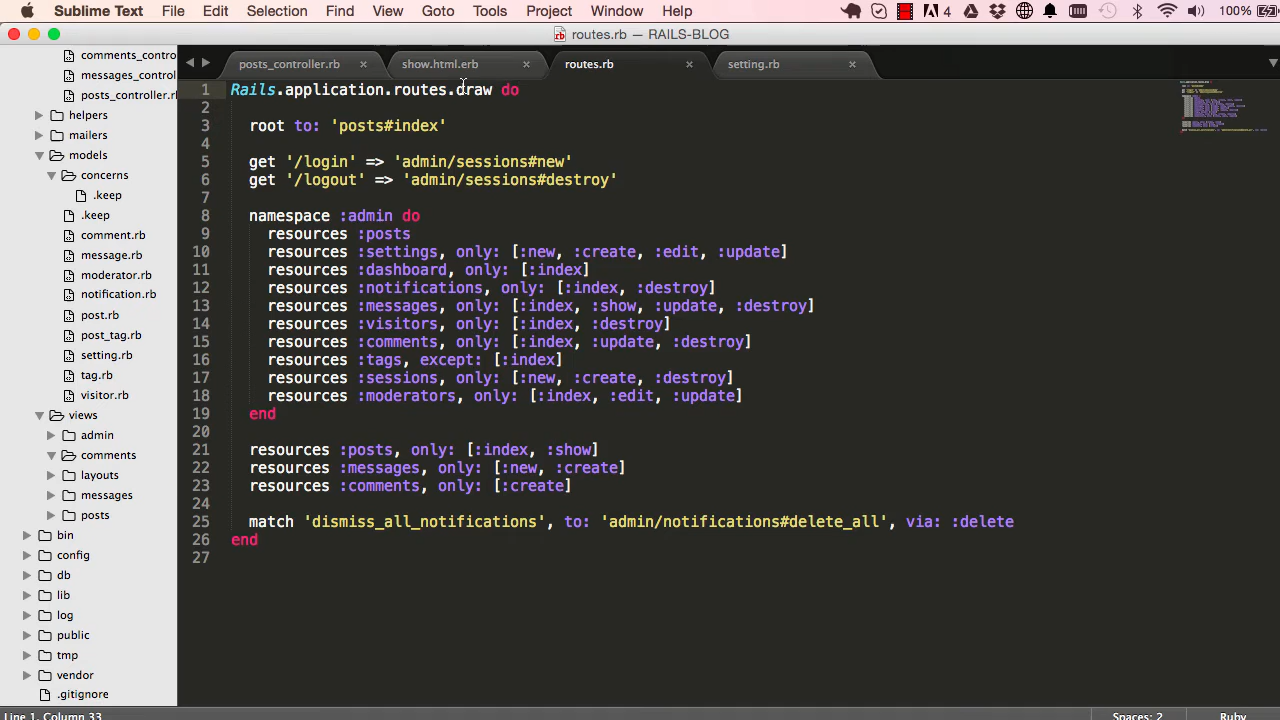 Sublime Text File Edit Selection Find View Goto Tools Project Window Help 4 100%
routes.rb — RAILS-BLOG
posts_controller.rb × show.html.erb × routes.rb × setting.rb ×
comments_contro
messages_control
posts_controller.rb
helpers
mailers
models
concerns
.keep
.keep
comment.rb
message.rb
moderator.rb
notification.rb
post.rb
post_tag.rb
setting.rb
tag.rb
visitor.rb
views
admin
comments
layouts
messages
posts
bin
config
db
lib
log
public
tmp
vendor
.gitignore
1 Rails.application.routes.draw do
2
3 root to: 'posts#index'
4
5 get '/login' => 'admin/sessions#new'
6 get '/logout' => 'admin/sessions#destroy'
7
8 namespace :admin do
9 resources :posts
10 resources :settings, only: [:new, :create, :edit, :update]
11 resources :dashboard, only: [:index]
12 resources :notifications, only: [:index, :destroy]
13 resources :messages, only: [:index, :show, :update, :destroy]
14 resources :visitors, only: [:index, :destroy]
15 resources :comments, only: [:index, :update, :destroy]
16 resources :tags, except: [:index]
17 resources :sessions, only: [:new, :create, :destroy]
18 resources :moderators, only: [:index, :edit, :update]
19 end
20
21 resources :posts, only: [:index, :show]
22 resources :messages, only: [:new, :create]
23 resources :comments, only: [:create]
24
25 match 'dismiss_all_notifications', to: 'admin/notifications#delete_all', via: :delete
26 end
27
Line 1, Column 33 Spaces: 2 Ruby